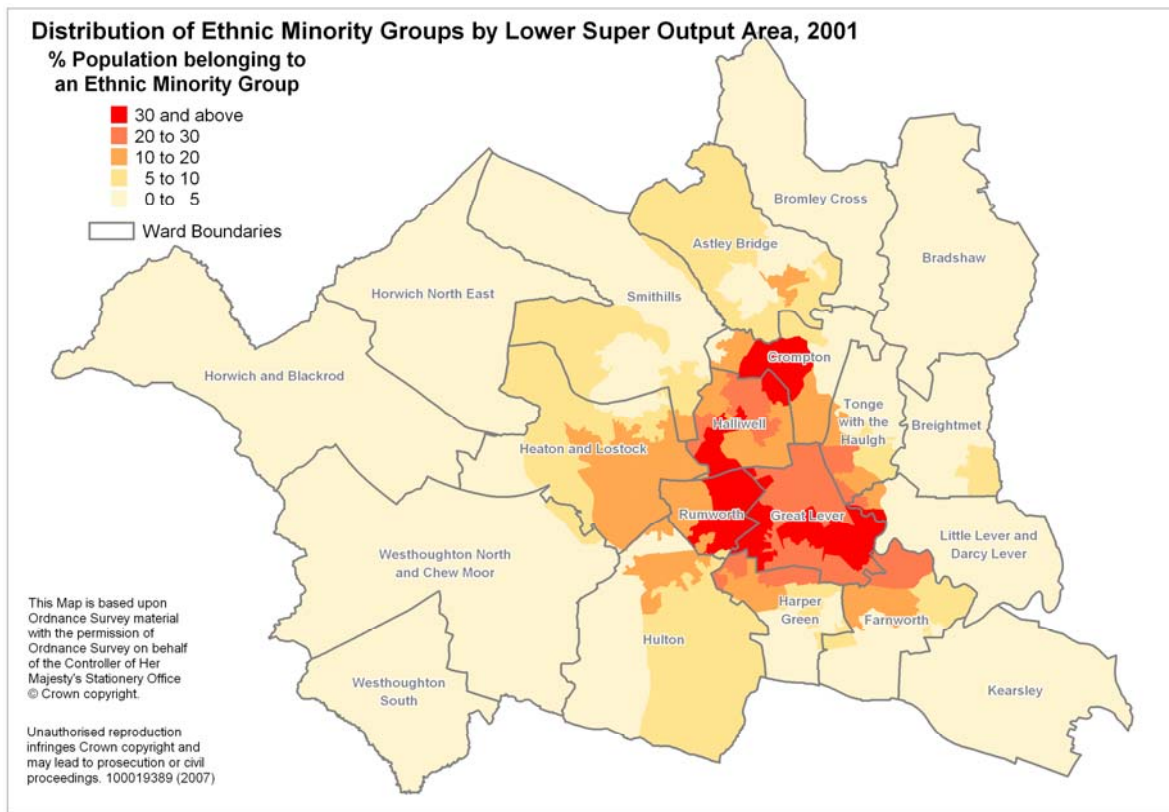 Distribution of Ethnic Minority Groups by Lower Super Output Area, 2001
% Population belonging to
an Ethnic Minority Group
30 and above
20 to 30
10 to 20
5 to 10
0 to 5
Ward Boundaries
Bromley Cross
Astley Bridge
Bradshaw
Horwich North East
Smithills
Crompton
Horwich and Blackrod
Tonge
with the
Haulgh
Halliwell
Breightmet
Heaton and Lostock
Rumworth
Great Lever
Little Lever and
Darcy Lever
Westhoughton North
and Chew Moor
Harper
Green
Farnworth
Hulton
Westhoughton
South
Kearsley
This Map is based upon
Ordnance Survey material
with the permission of
Ordnance Survey on behalf
of the Controller of Her
Majesty's Stationery Office
© Crown copyright.
Unauthorised reproduction
infringes Crown copyright and
may lead to prosecution or civil
proceedings. 100019389 (2007)